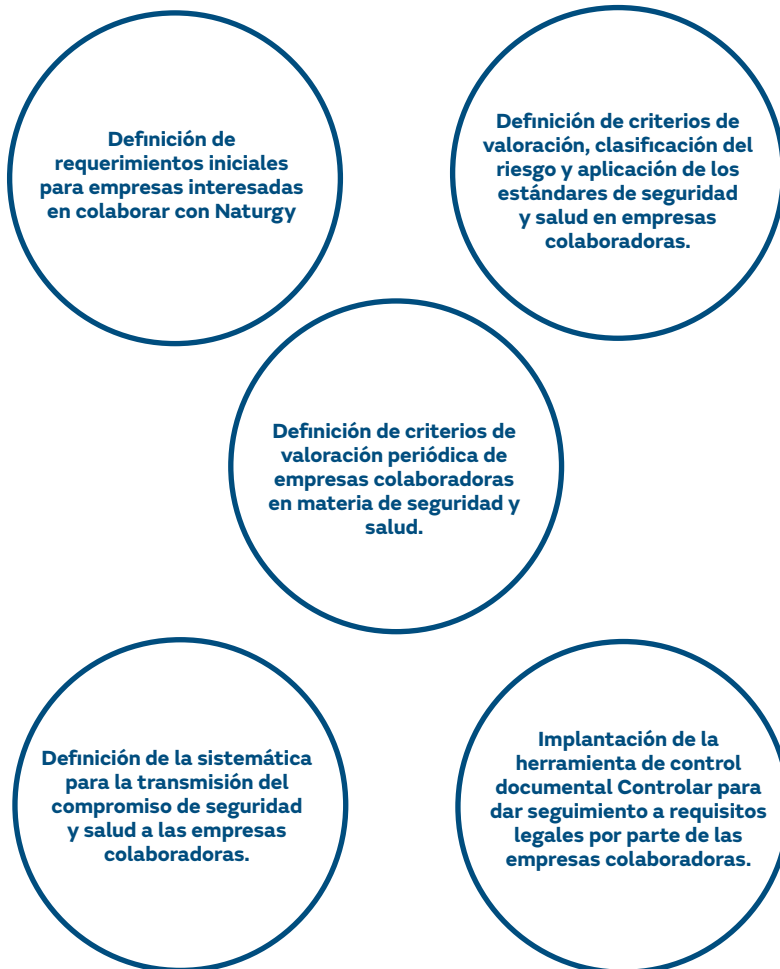 Definición de
requerimientos iniciales
para empresas interesadas
en colaborar con Naturgy
Definición de criterios de
valoración, clasificación del
riesgo y aplicación de los
estándares de seguridad
y salud en empresas
colaboradoras.
Definición de criterios de
valoración periódica de
empresas colaboradoras
en materia de seguridad y
salud.
Definición de la sistemática
para la transmisión del
compromiso de seguridad
y salud a las empresas
colaboradoras.
Implantación de la
herramienta de control
documental Controlar para
dar seguimiento a requisitos
legales por parte de las
empresas colaboradoras.